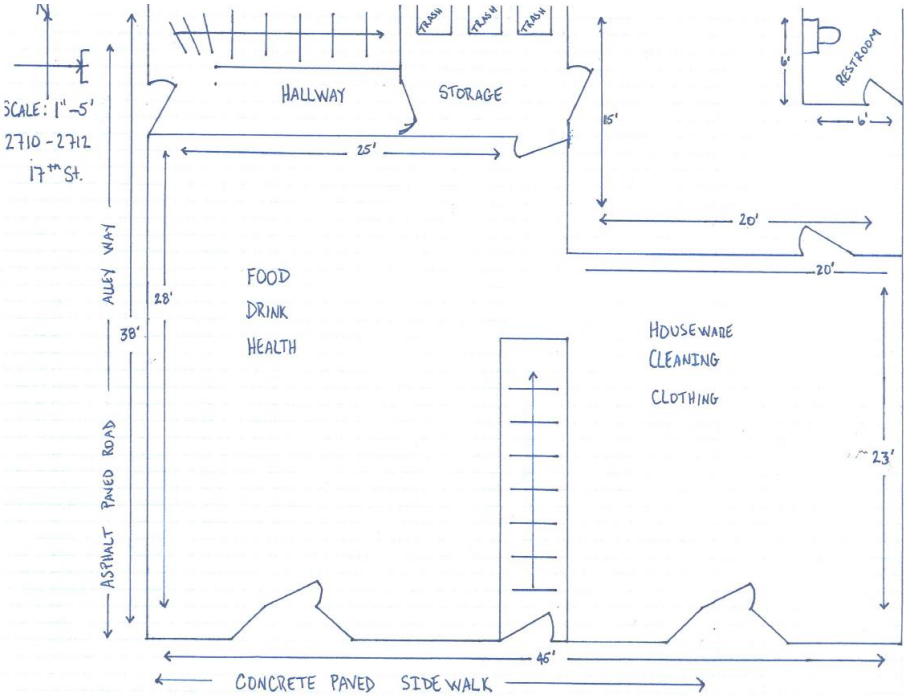 N
TRASH
TRASH
TRASH
RESTROOM
6'
6'
E
SCALE: 1"-5'
2710-2712
17TH St.
HALLWAY
STORAGE
15'
25'
20'
20'
ALLEY WAY
ASPHALT PAVED ROAD
38'
28'
FOOD
DRINK
HEALTH
HOUSEWARE
CLEANING
CLOTHING
23'
45'
CONCRETE PAVED SIDEWALK